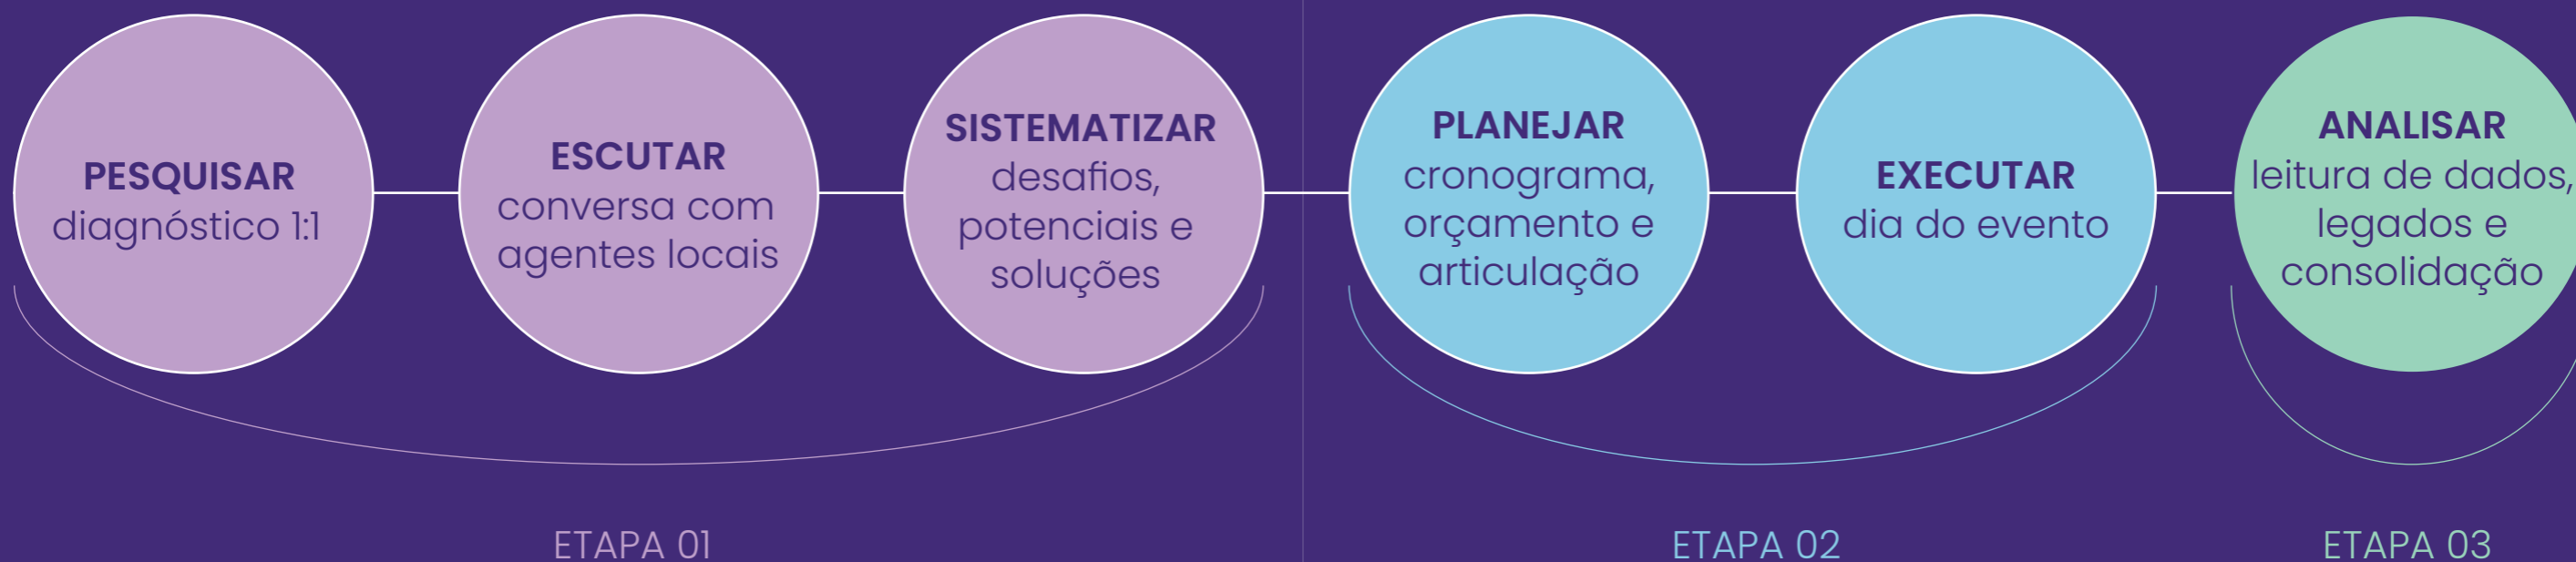 PESQUISAR
diagnóstico 1:1
ESCUTAR
conversa com
agentes locais
SISTEMATIZAR
desafios,
potenciais e
soluções
PLANEJAR
cronograma,
orçamento e
articulação
EXECUTAR
dia do evento
ANALISAR
leitura de dados,
legados e
consolidação
ETAPA 01
ETAPA 02
ETAPA 03